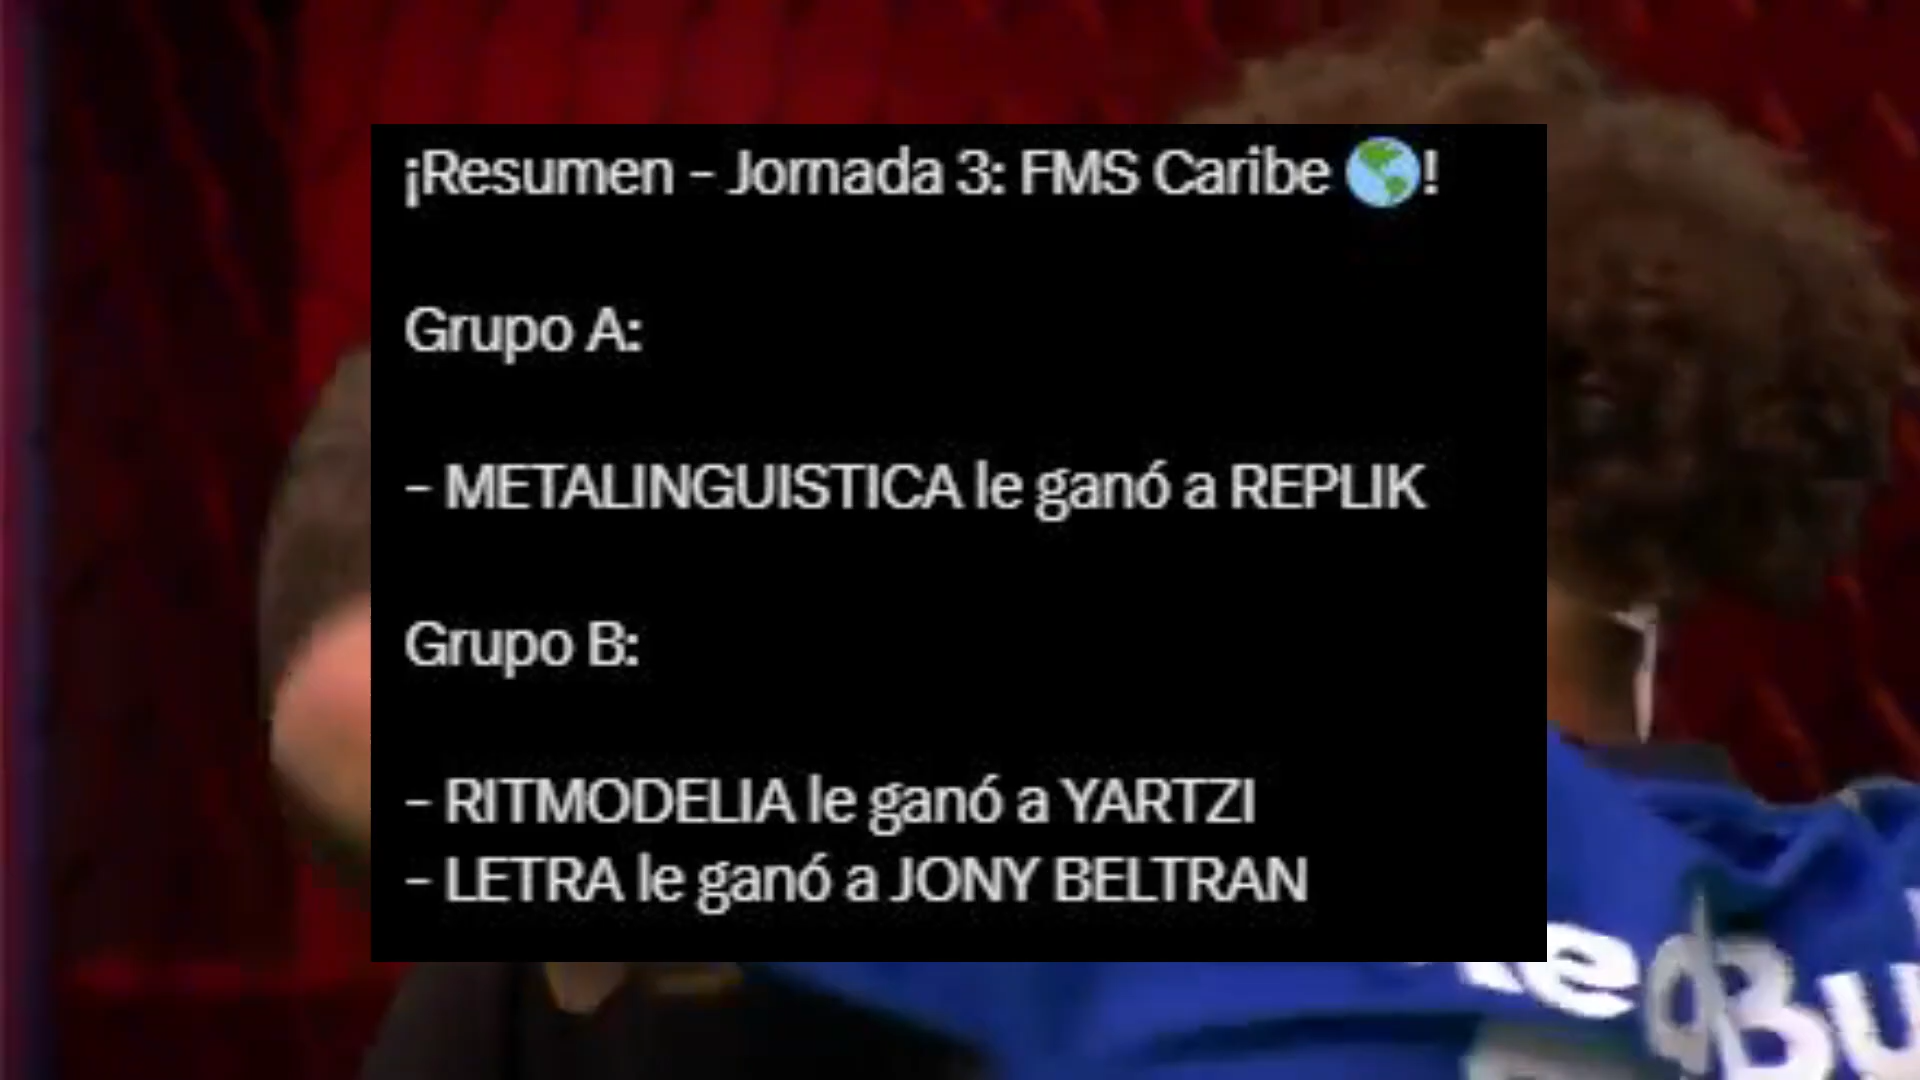 ¡Resumen - Jornada 3: FMS Caribe 🌎!
Grupo A:
- METALINGUISTICA le ganó a REPLIK
Grupo B:
- RITMODELIA le ganó a YARTZI
- LETRA le ganó a JONY BELTRAN